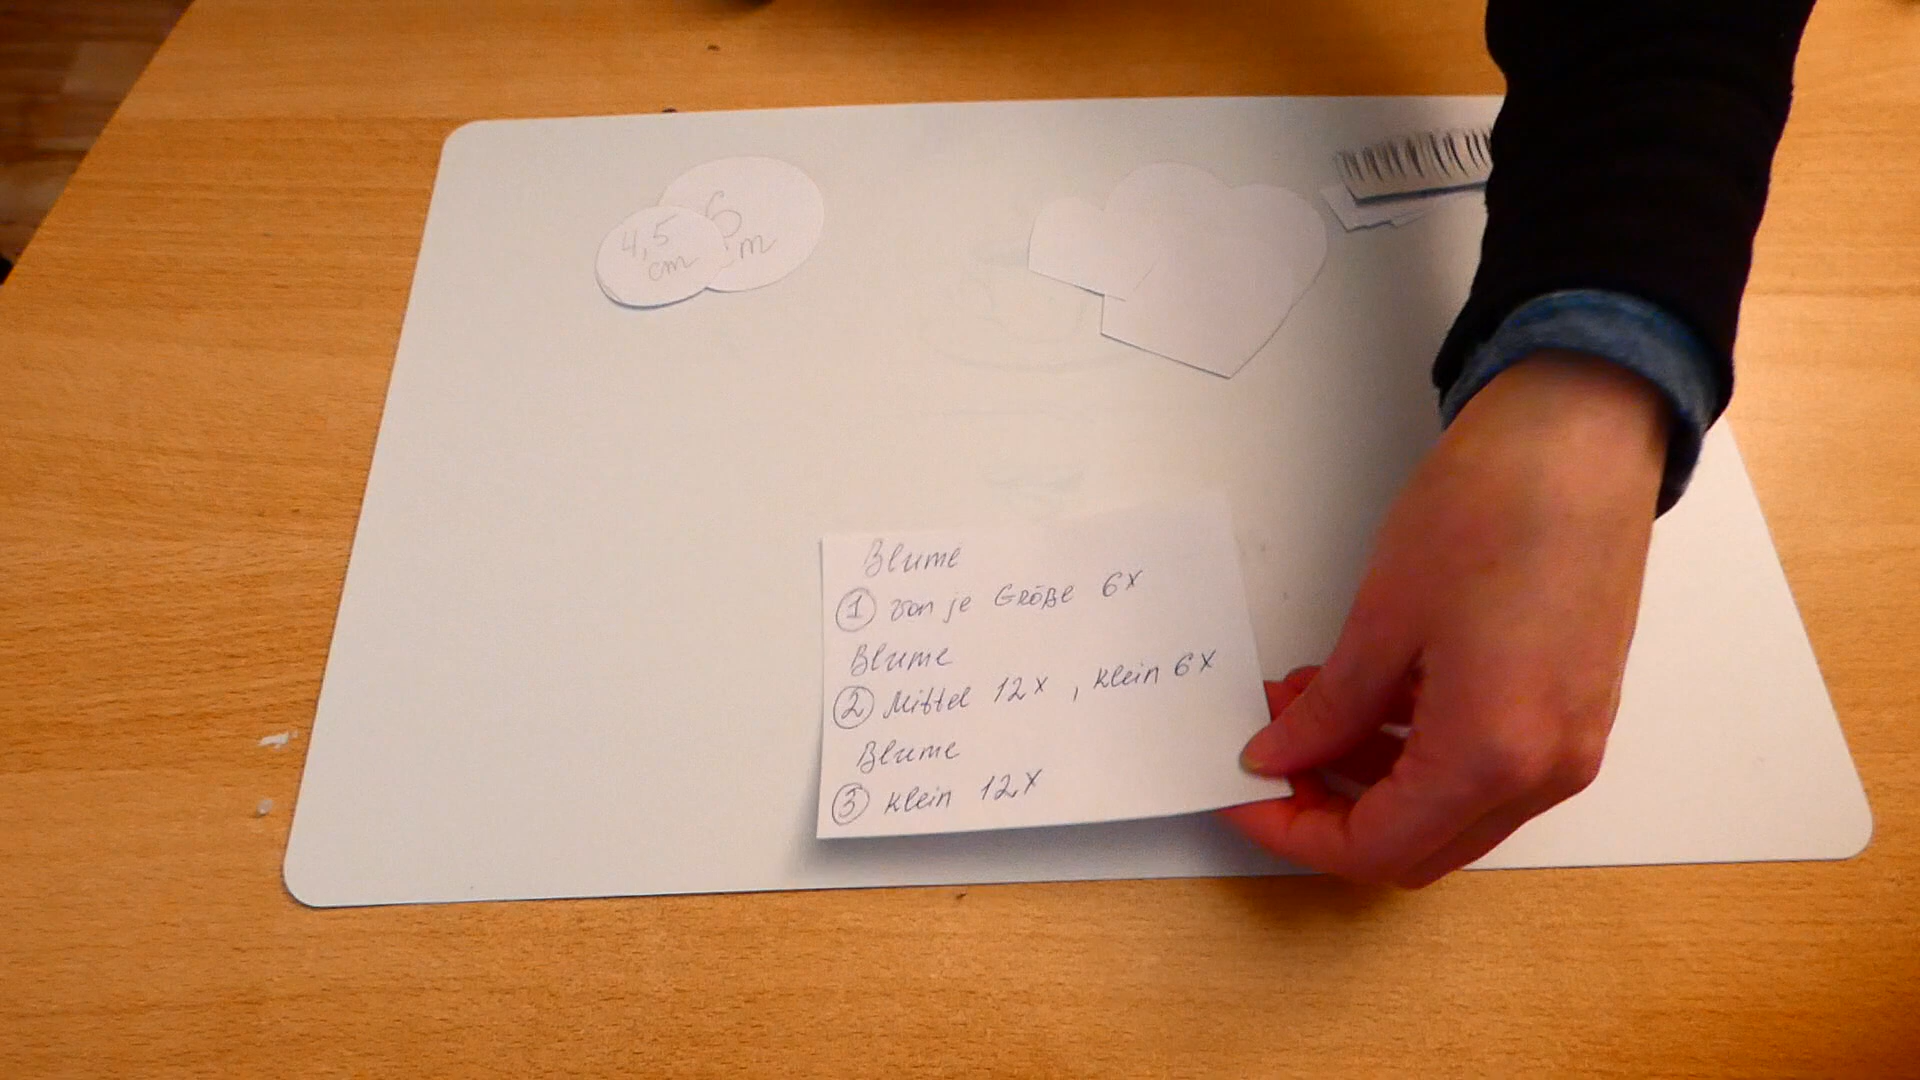 4,5
cm
6
cm
Blume
① von je Größe 6x
Blume
② Mittel 12x , klein 6x
Blume
③ klein 12x